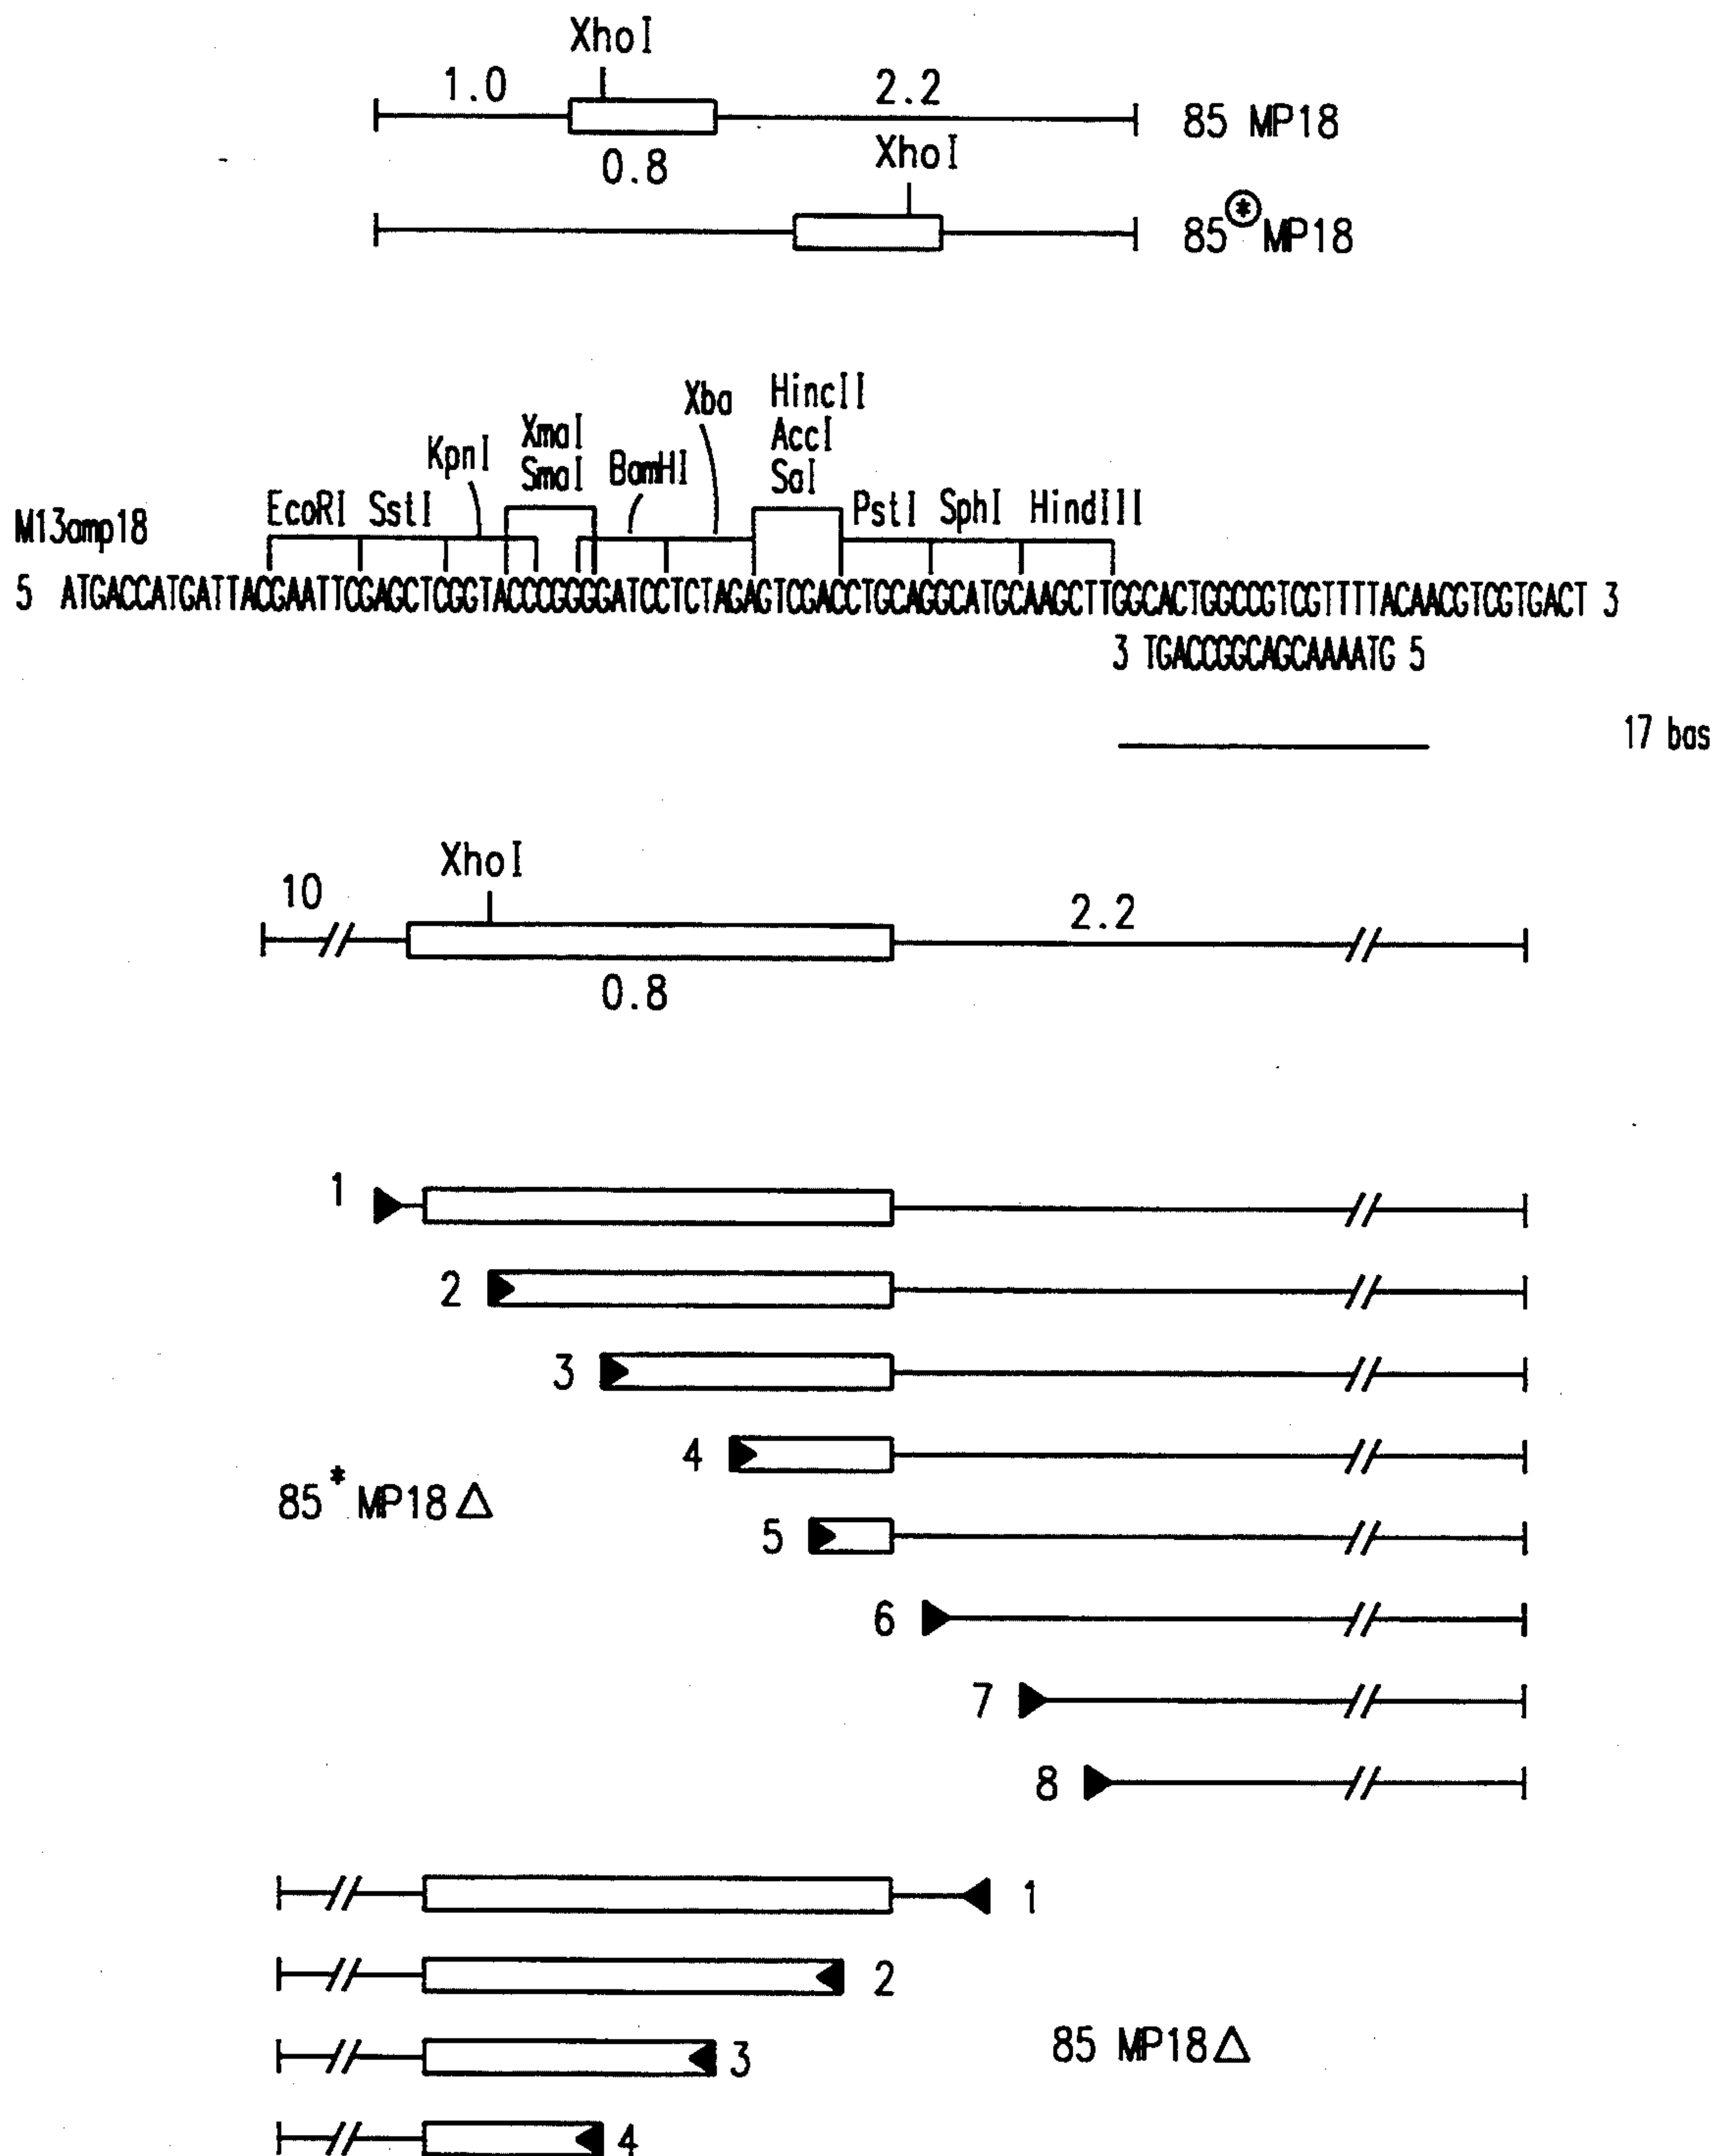 XhoI
1.0 2.2
85 MP18
0.8
XhoI
85⊛MP18
HincII
Xba
AccI
XmaI
KpnI
SmaI
BamHI
SaI
EcoRI SstI
PstI SphI HindIII
M13amp18
5 ATGACCATGATTACGAATTCGAGCTCGGTACCCGGGGATCCTCTAGAGTCGACCTGCAGGCATGCAAGCTTGGCACTGGCCGTCGTTTTACAACGTCGTGACT 3
3 TGACCGGCAGCAAAATG 5
17 bas
XhoI
10
2.2
0.8
1
2
3
4
85*MP18△
5
6
7
8
1
2
3
85 MP18△
4